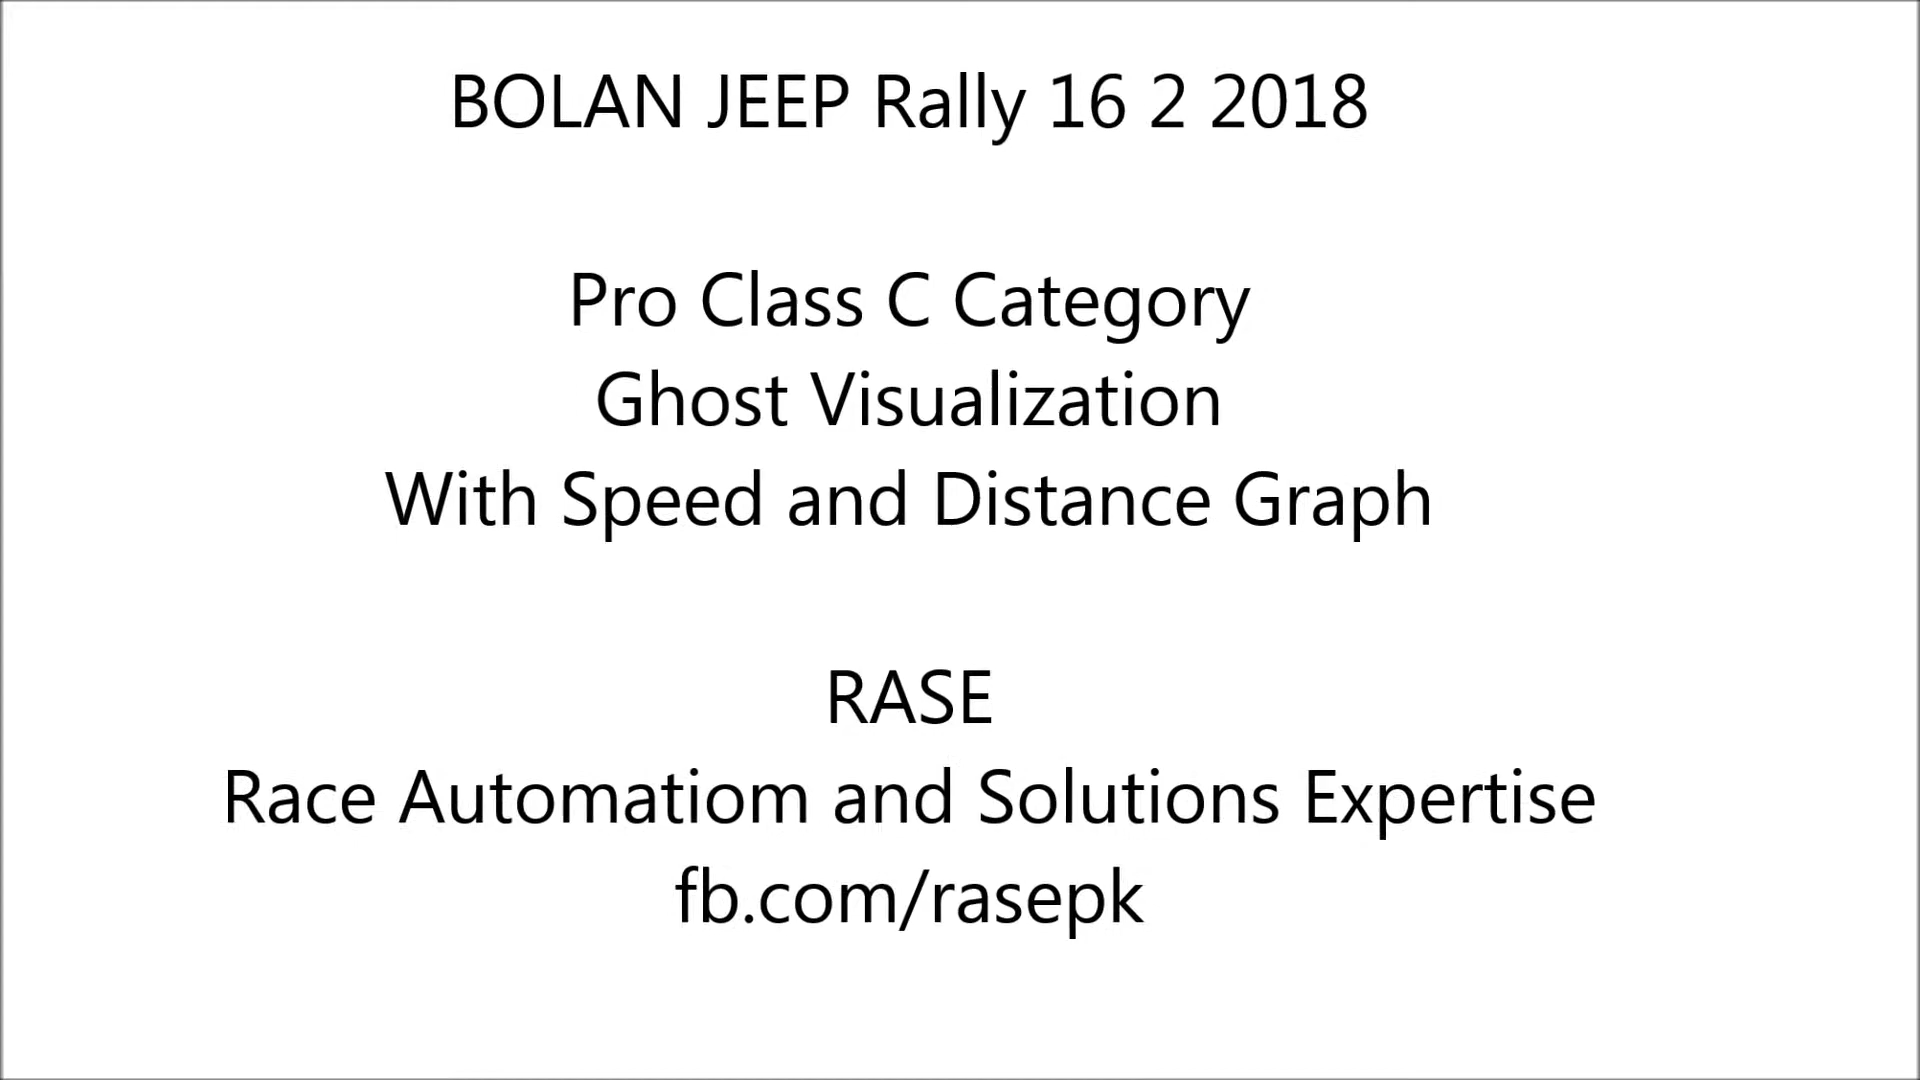 BOLAN JEEP Rally 16 2 2018
Pro Class C Category
Ghost Visualization
With Speed and Distance Graph
RASE
Race Automatiom and Solutions Expertise
fb.com/rasepk